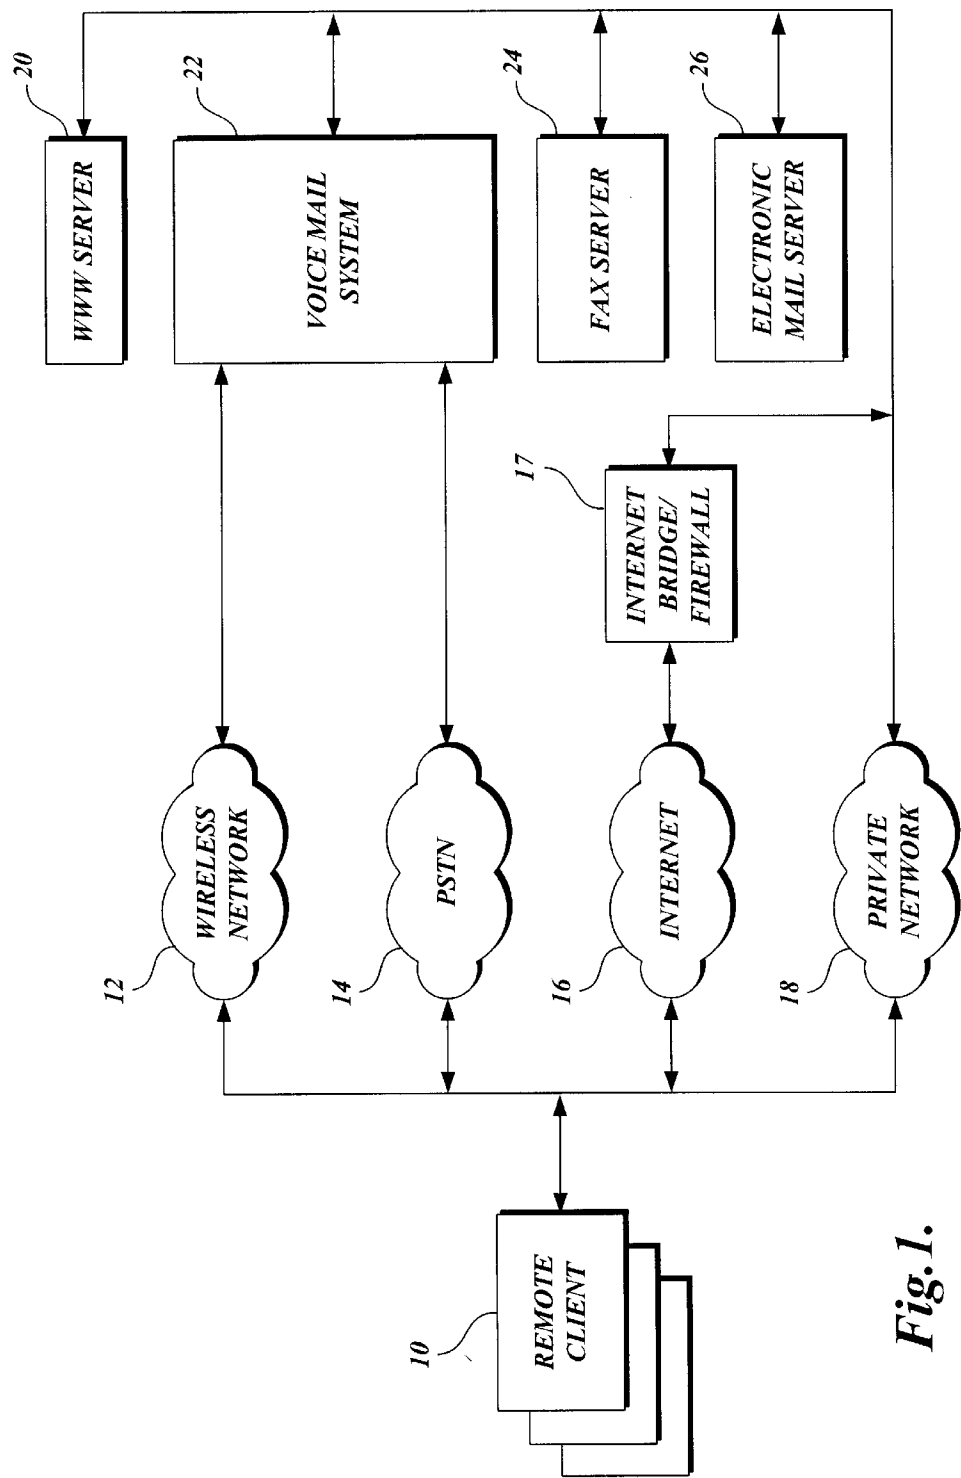 20
WWW SERVER
22
VOICE MAIL
SYSTEM
24
FAX SERVER
26
ELECTRONIC
MAIL SERVER
17
INTERNET
BRIDGE/
FIREWALL
12
WIRELESS
NETWORK
14
PSTN
16
INTERNET
18
PRIVATE
NETWORK
10
REMOTE
CLIENT
Fig.1.